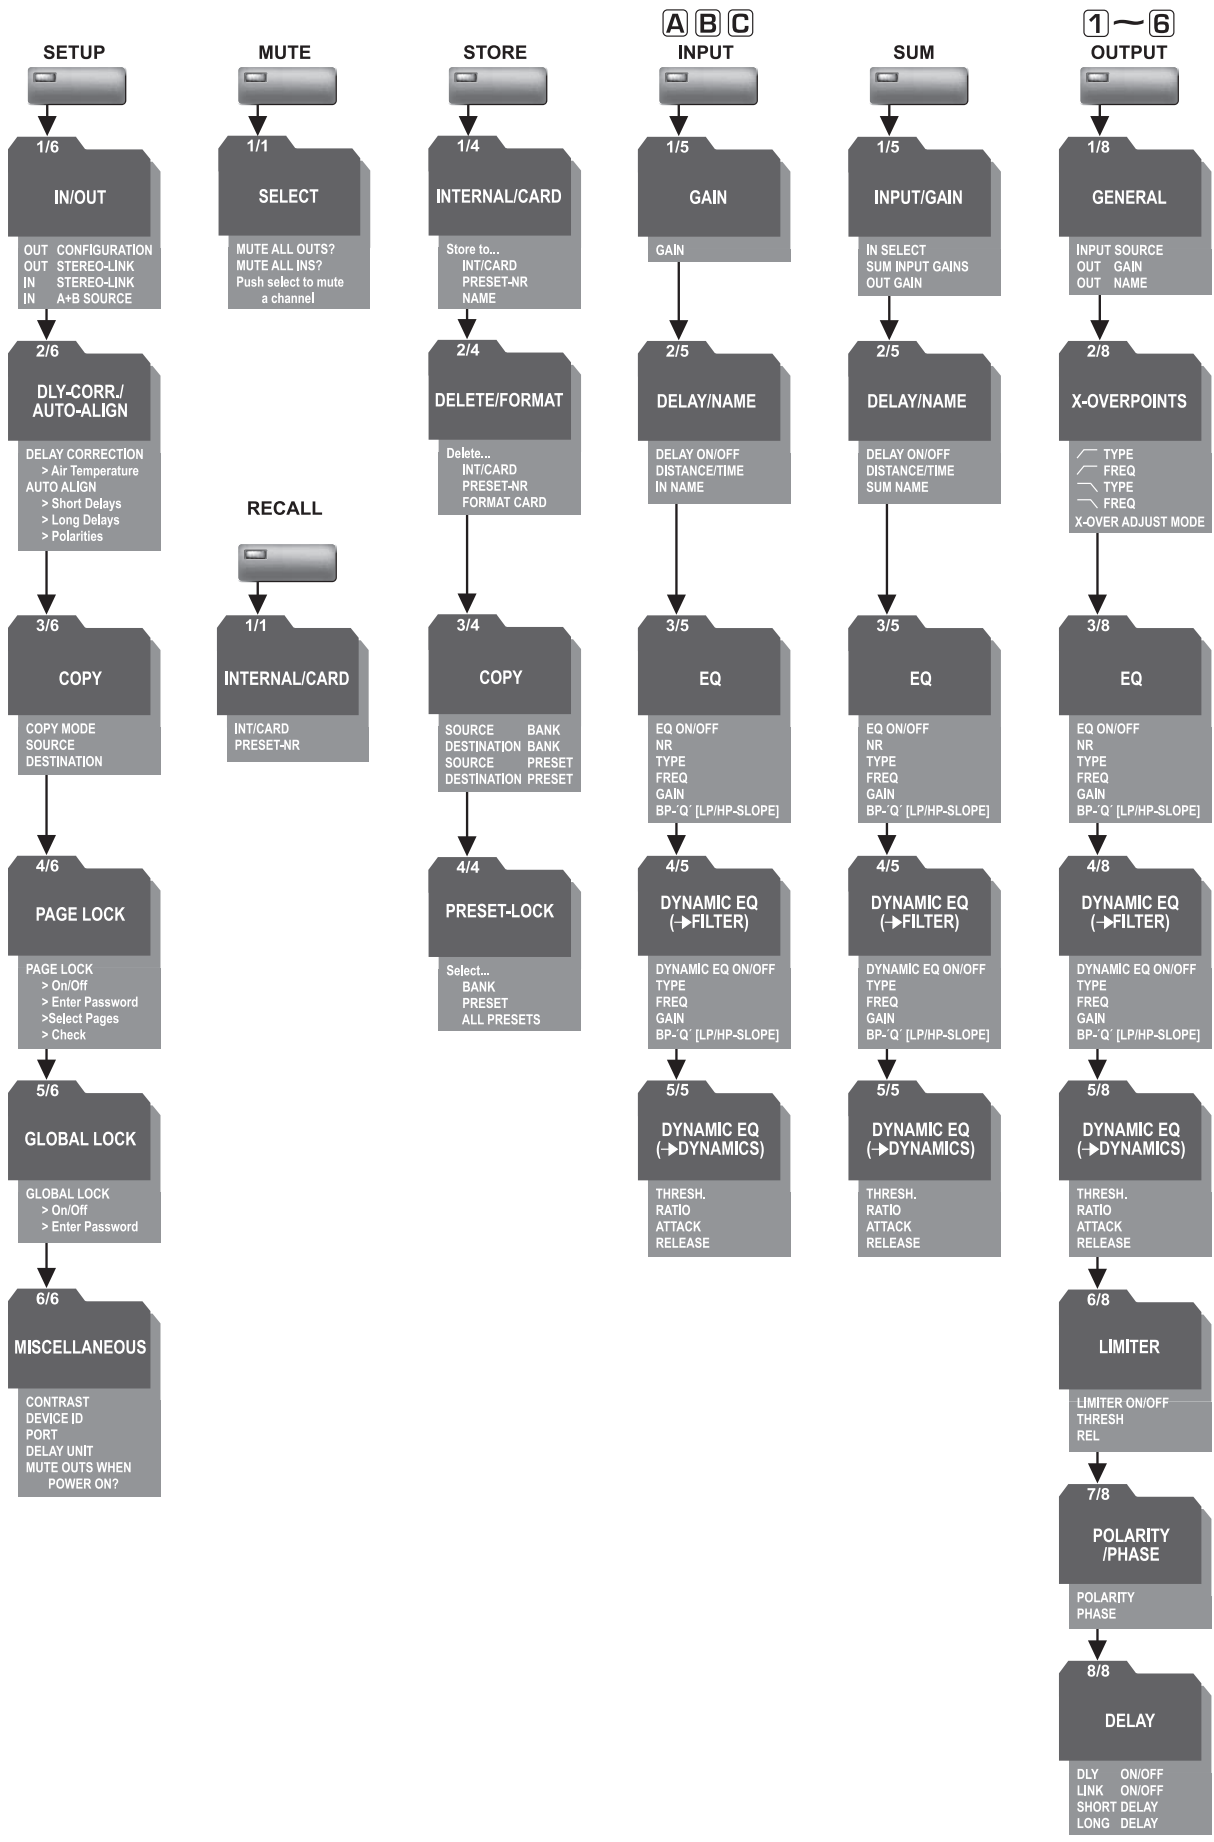 SETUP
1/6
IN/OUT
OUT CONFIGURATION
OUT STEREO-LINK
IN STEREO-LINK
IN A+B SOURCE
2/6
DLY-CORR./
AUTO-ALIGN
DELAY CORRECTION
> Air Temperature
AUTO ALIGN
> Short Delays
> Long Delays
> Polarities
3/6
COPY
COPY MODE
SOURCE
DESTINATION
4/6
PAGE LOCK
PAGE LOCK
> On/Off
> Enter Password
>Select Pages
> Check
5/6
GLOBAL LOCK
GLOBAL LOCK
> On/Off
> Enter Password
6/6
MISCELLANEOUS
CONTRAST
DEVICE ID
PORT
DELAY UNIT
MUTE OUTS WHEN
POWER ON?
MUTE
1/1
SELECT
MUTE ALL OUTS?
MUTE ALL INS?
Push select to mute
a channel
RECALL
1/1
INTERNAL/CARD
INT/CARD
PRESET-NR
STORE
1/4
INTERNAL/CARD
Store to...
INT/CARD
PRESET-NR
NAME
2/4
DELETE/FORMAT
Delete...
INT/CARD
PRESET-NR
FORMAT CARD
3/4
COPY
SOURCE BANK
DESTINATION BANK
SOURCE PRESET
DESTINATION PRESET
4/4
PRESET-LOCK
Select...
BANK
PRESET
ALL PRESETS
A B C
INPUT
1/5
GAIN
GAIN
2/5
DELAY/NAME
DELAY ON/OFF
DISTANCE/TIME
IN NAME
3/5
EQ
EQ ON/OFF
NR
TYPE
FREQ
GAIN
BP-´Q´ [LP/HP-SLOPE]
4/5
DYNAMIC EQ
(→FILTER)
DYNAMIC EQ ON/OFF
TYPE
FREQ
GAIN
BP-´Q´ [LP/HP-SLOPE]
5/5
DYNAMIC EQ
(→DYNAMICS)
THRESH.
RATIO
ATTACK
RELEASE
SUM
1/5
INPUT/GAIN
IN SELECT
SUM INPUT GAINS
OUT GAIN
2/5
DELAY/NAME
DELAY ON/OFF
DISTANCE/TIME
SUM NAME
3/5
EQ
EQ ON/OFF
NR
TYPE
FREQ
GAIN
BP-´Q´ [LP/HP-SLOPE]
4/5
DYNAMIC EQ
(→FILTER)
DYNAMIC EQ ON/OFF
TYPE
FREQ
GAIN
BP-´Q´ [LP/HP-SLOPE]
5/5
DYNAMIC EQ
(→DYNAMICS)
THRESH.
RATIO
ATTACK
RELEASE
1~6
OUTPUT
1/8
GENERAL
INPUT SOURCE
OUT GAIN
OUT NAME
2/8
X-OVERPOINTS
TYPE
FREQ
TYPE
FREQ
X-OVER ADJUST MODE
3/8
EQ
EQ ON/OFF
NR
TYPE
FREQ
GAIN
BP-´Q´ [LP/HP-SLOPE]
4/8
DYNAMIC EQ
(→FILTER)
DYNAMIC EQ ON/OFF
TYPE
FREQ
GAIN
BP-´Q´ [LP/HP-SLOPE]
5/8
DYNAMIC EQ
(→DYNAMICS)
THRESH.
RATIO
ATTACK
RELEASE
6/8
LIMITER
LIMITER ON/OFF
THRESH
REL
7/8
POLARITY
/PHASE
POLARITY
PHASE
8/8
DELAY
DLY ON/OFF
LINK ON/OFF
SHORT DELAY
LONG DELAY